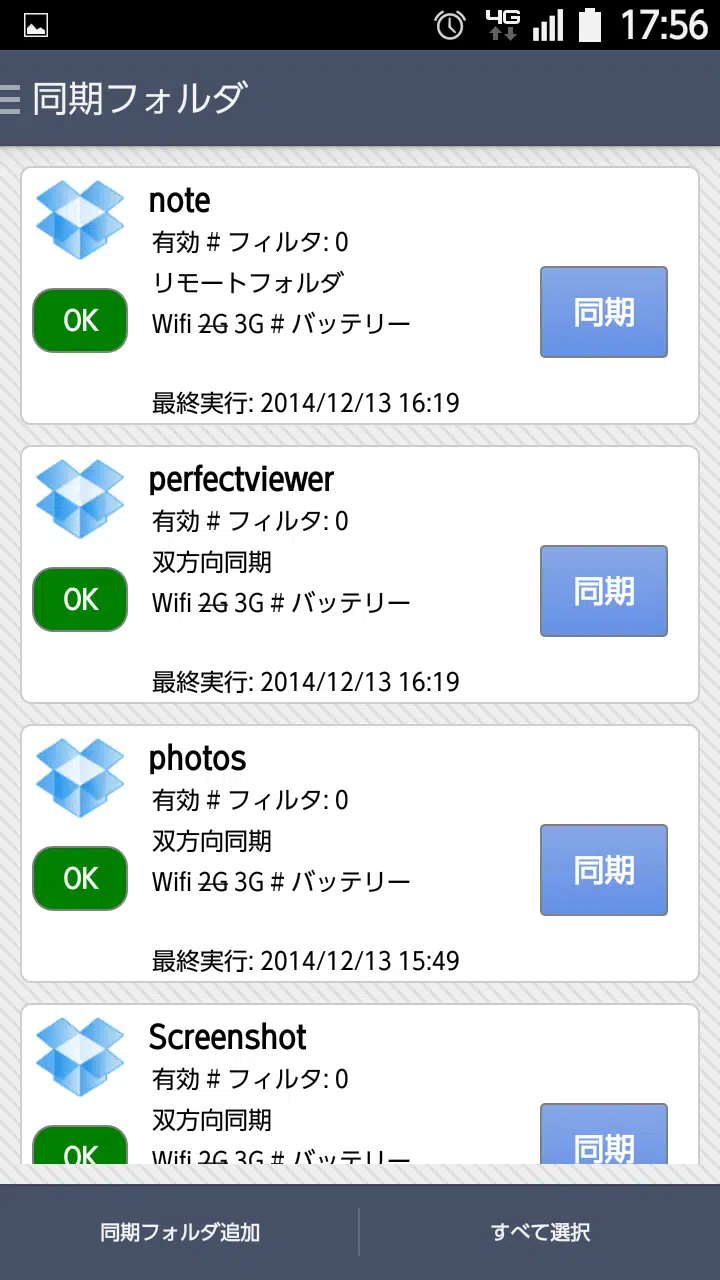 4G 17:56
同期フォルダ
note
有効 # フィルタ: 0
リモートフォルダ
同期
OK
Wifi 2G 3G # バッテリー
最終実行: 2014/12/13 16:19
perfectviewer
有効 # フィルタ: 0
双方向同期
同期
OK
Wifi 2G 3G # バッテリー
最終実行: 2014/12/13 16:19
photos
有効 # フィルタ: 0
双方向同期
同期
OK
Wifi 2G 3G # バッテリー
最終実行: 2014/12/13 15:49
Screenshot
有効 # フィルタ: 0
双方向同期
同期
OK
Wifi 2G 3G # バッテリー
同期フォルダ追加
すべて選択